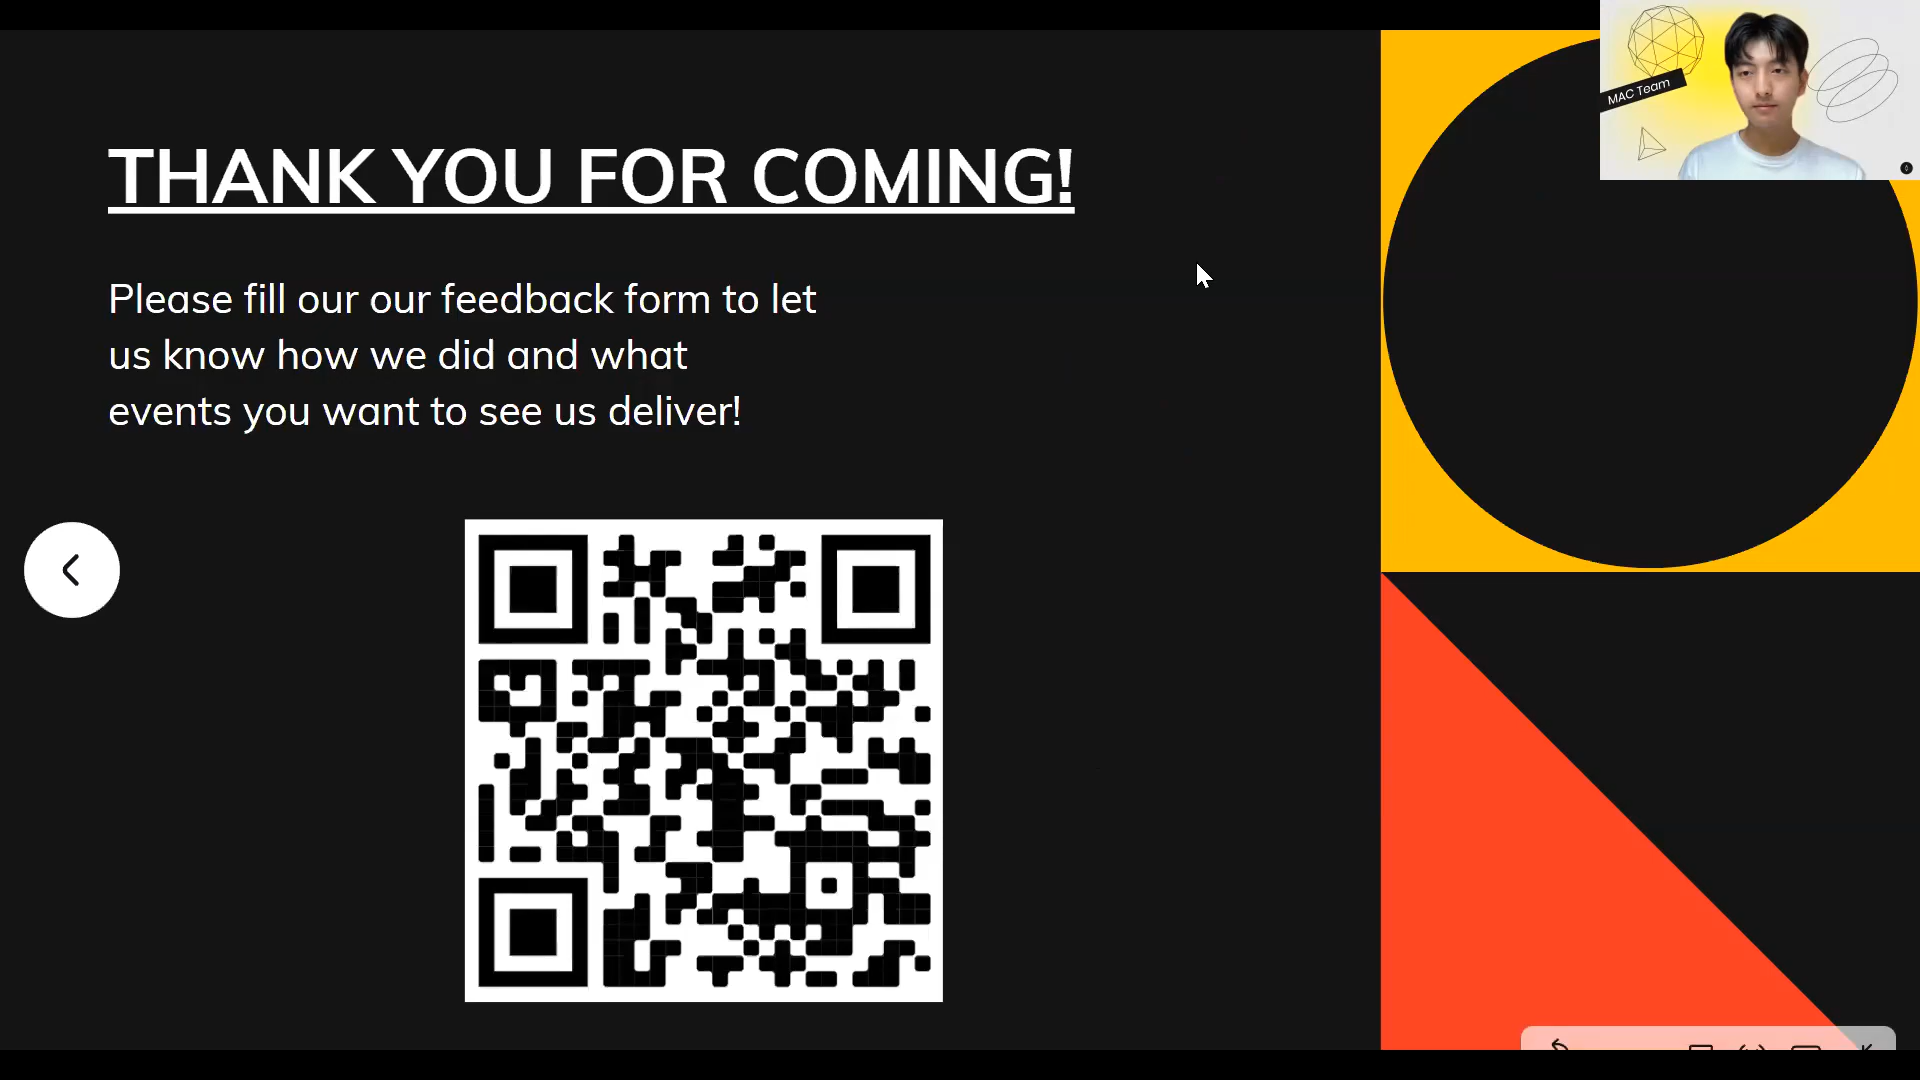 THANK YOU FOR COMING!
Please fill our our feedback form to let
us know how we did and what
events you want to see us deliver!
MAC Team